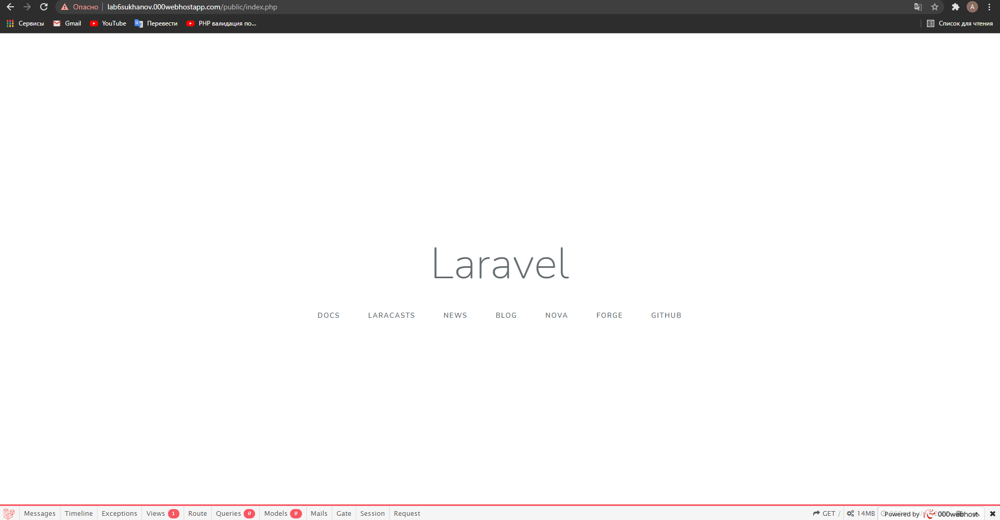 Опасно lab6sukhanov.000webhostapp.com/public/index.php A
Сервисы Gmail YouTube Перевести PHP валидация по... Список для чтения
Laravel
DOCS LARACASTS NEWS BLOG NOVA FORGE GITHUB
Messages Timeline Exceptions Views 1 Route Queries 0 Models 0 Mails Gate Session Request GET / 14MB Powered by 000webhost